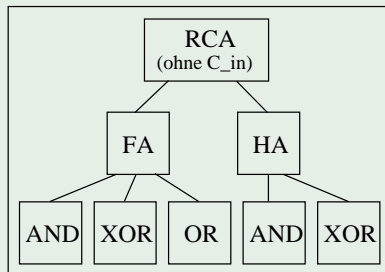 RCA
(ohne C_in)
FA
HA
AND
XOR
OR
AND
XOR